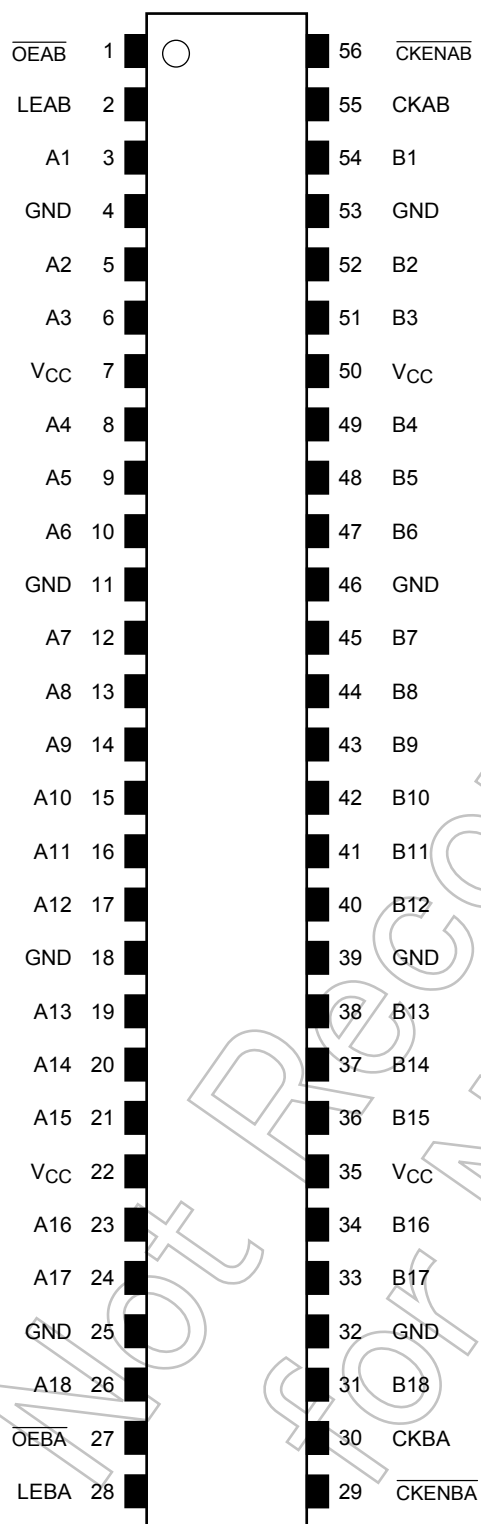 OEAB 1 56 CKENAB
LEAB 2 55 CKAB
A1 3 54 B1
GND 4 53 GND
A2 5 52 B2
A3 6 51 B3
VCC 7 50 VCC
A4 8 49 B4
A5 9 48 B5
A6 10 47 B6
GND 11 46 GND
A7 12 45 B7
A8 13 44 B8
A9 14 43 B9
A10 15 42 B10
A11 16 41 B11
A12 17 40 B12
GND 18 39 GND
A13 19 38 B13
A14 20 37 B14
A15 21 36 B15
VCC 22 35 VCC
A16 23 34 B16
A17 24 33 B17
GND 25 32 GND
A18 26 31 B18
OEBA 27 30 CKBA
LEBA 28 29 CKENBA
Not
for